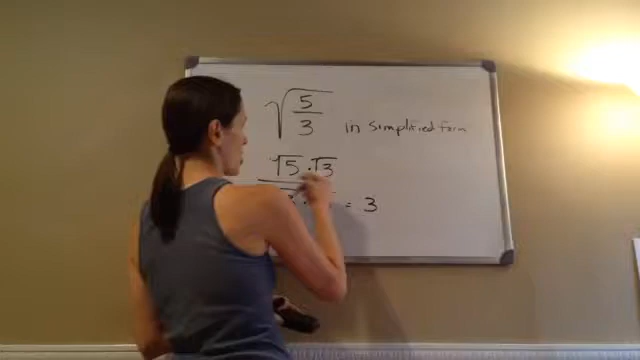 √5/3 in simplified form
√5 · √3
= 3